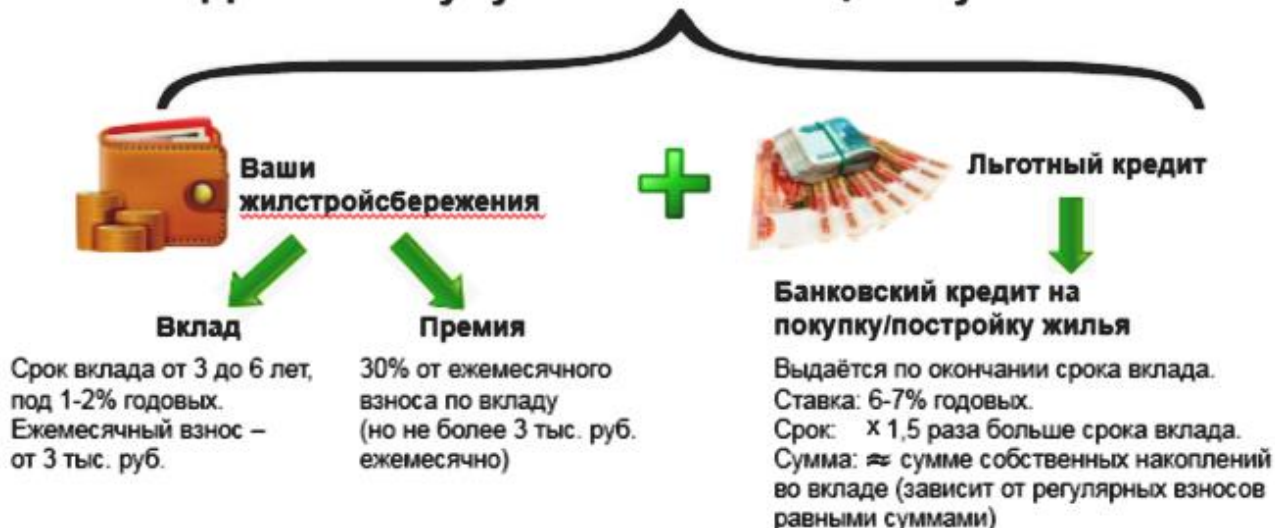 Ваши
жилстройсбережения
Льготный кредит
Вклад
Срок вклада от 3 до 6 лет,
под 1-2% годовых.
Ежемесячный взнос –
от 3 тыс. руб.
Премия
30% от ежемесячного
взноса по вкладу
(но не более 3 тыс. руб.
ежемесячно)
Банковский кредит на
покупку/постройку жилья
Выдаётся по окончании срока вклада.
Ставка: 6-7% годовых.
Срок: x 1,5 раза больше срока вклада.
Сумма: ≈ сумме собственных накоплений
во вкладе (зависит от регулярных взносов
равными суммами)